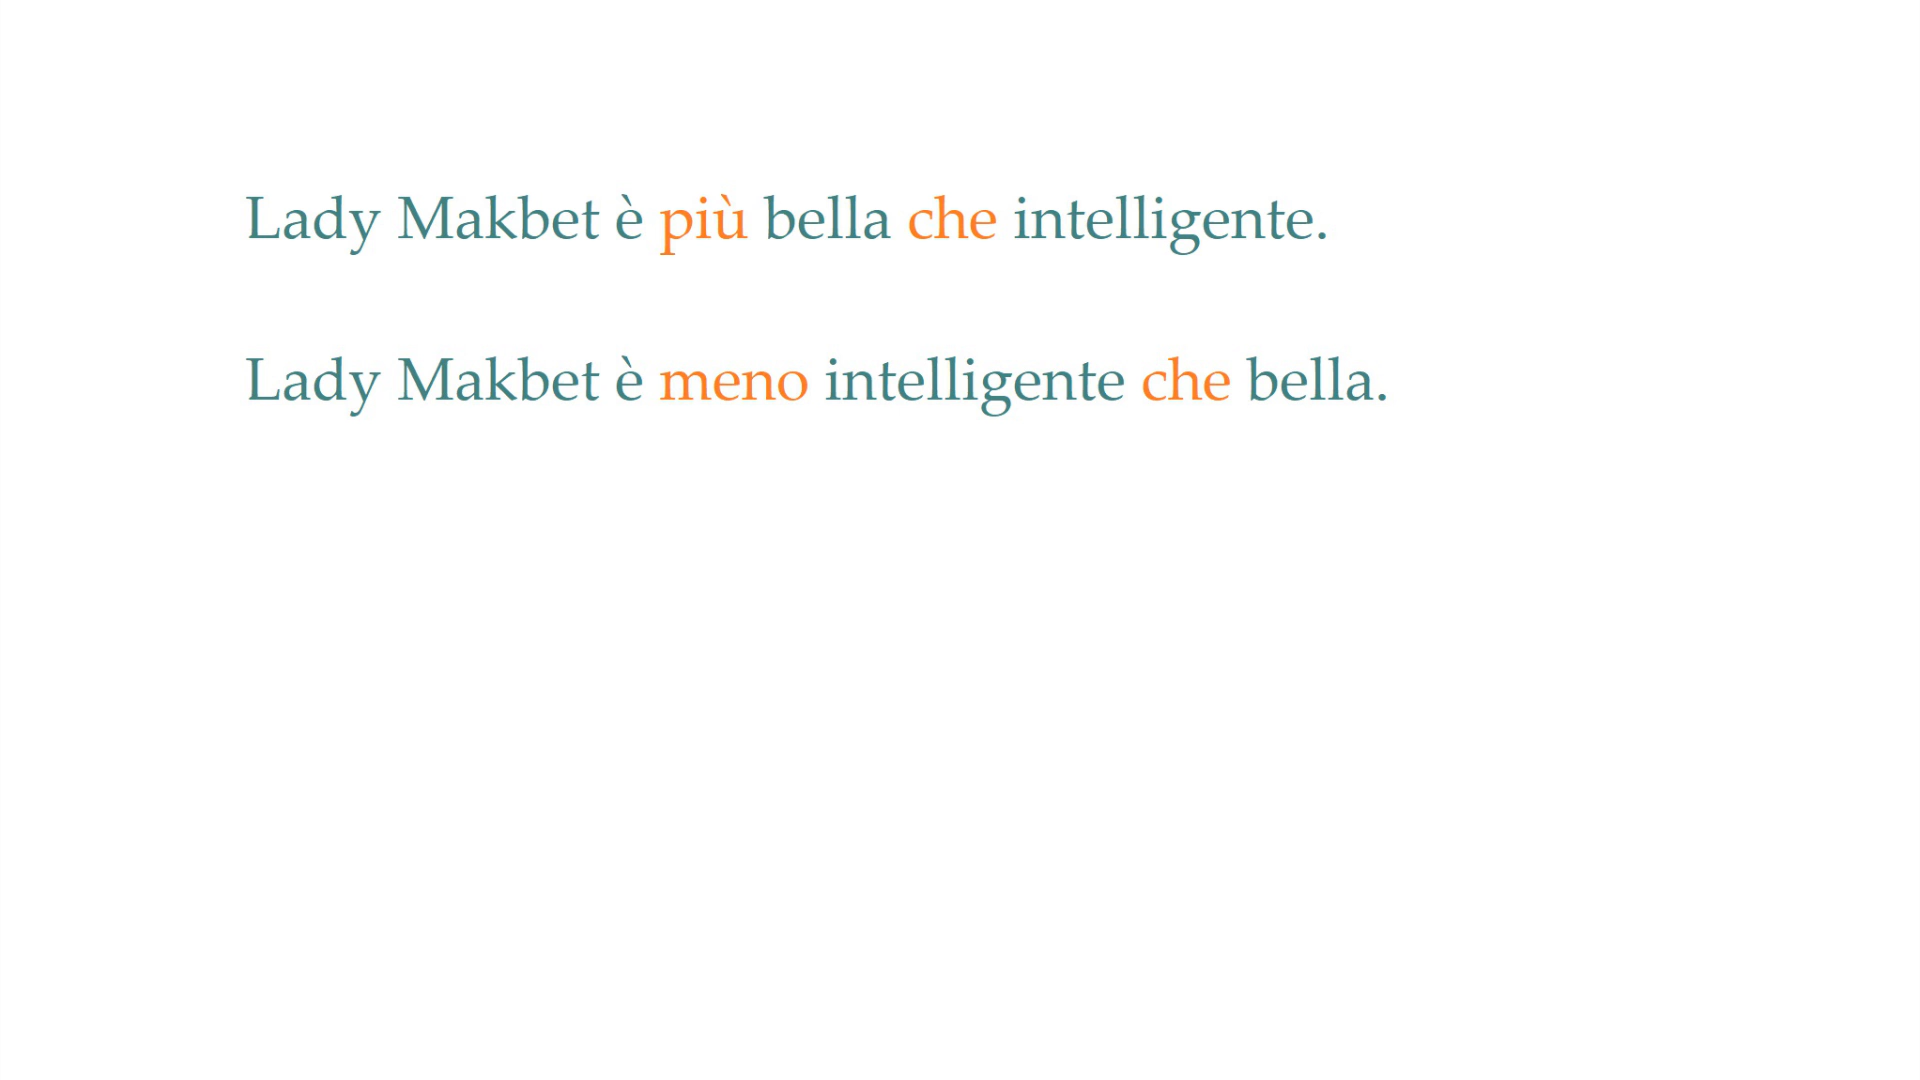 Lady Makbet è più bella che intelligente.
Lady Makbet è meno intelligente che bella.